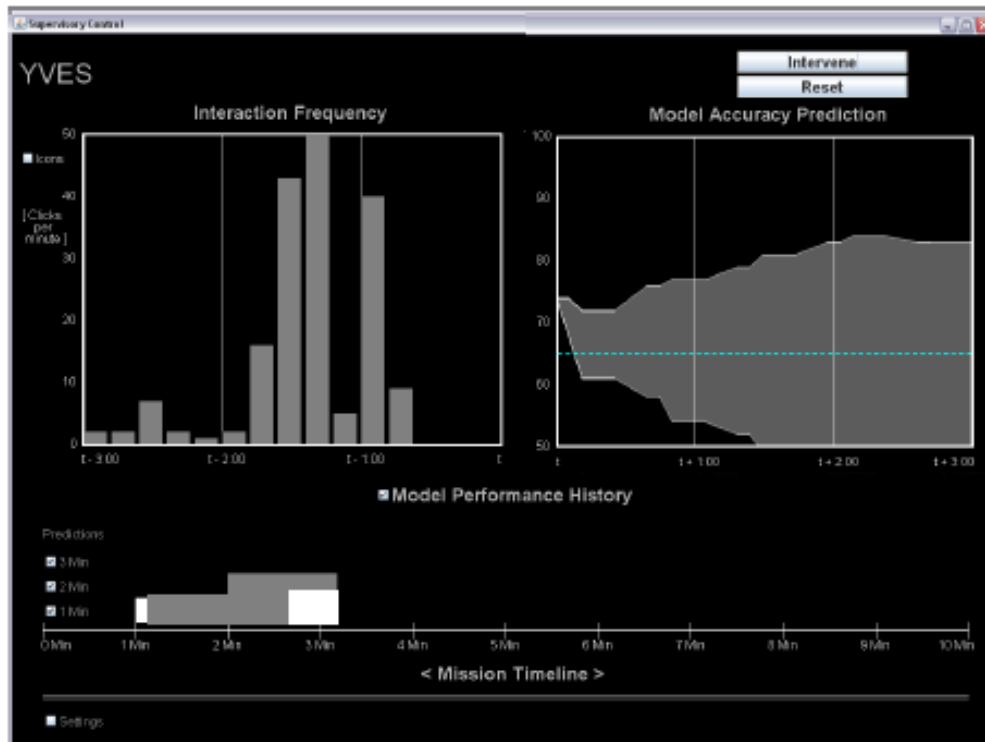 Supervisory Control
YVES
Intervene
Reset
Interaction Frequency
Model Accuracy Prediction
50
40
30
20
10
0
Icons
[ Clicks
per
minute ]
t - 3:00
t - 2:00
t - 1:00
t
100
90
80
70
60
50
t
t + 1:00
t + 2:00
t + 3:00
Model Performance History
Predictions
3 Min
2 Min
1 Min
0 Min
1 Min
2 Min
3 Min
4 Min
5 Min
6 Min
7 Min
8 Min
9 Min
10 Min
< Mission Timeline >
Settings